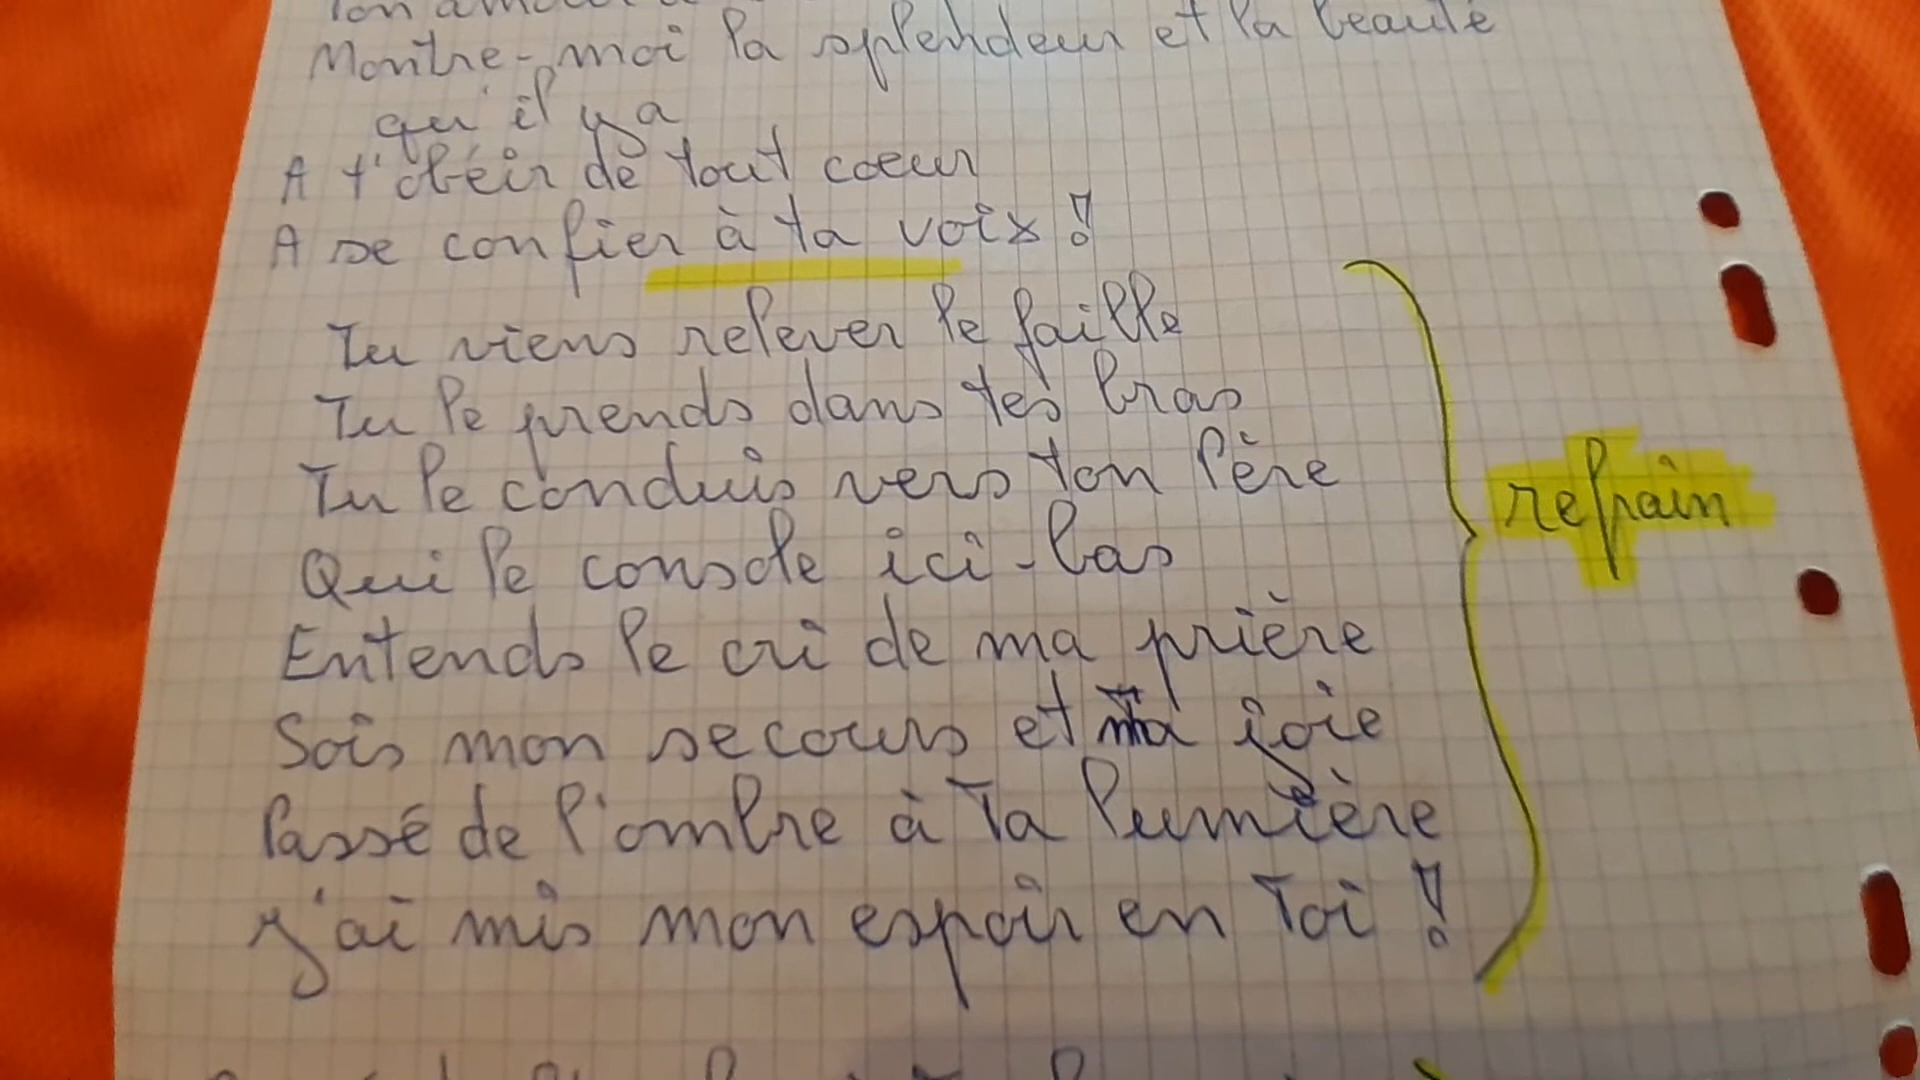 Montre-moi la splendeur et la beauté
qu'il y a
A t'obéir de tout coeur
A se confier à ta voix !
Tu viens relever le faille
Tu le prends dans tes bras
Tu le conduis vers ton Père
Qui le console ici-bas
Entends le cri de ma prière
Sois mon secours et ma joie
Passé de l'ombre à Ta lumière
J'ai mis mon espoir en Toi !
refrain